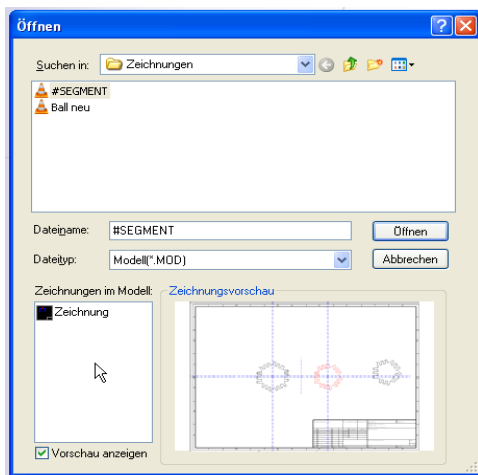 Öffnen
Suchen in: Zeichnungen
#SEGMENT
Ball neu
Dateiname: #SEGMENT Öffnen
Dateityp: Modell(*.MOD) Abbrechen
Zeichnungen im Modell: Zeichnungsvorschau
Zeichnung
Vorschau anzeigen